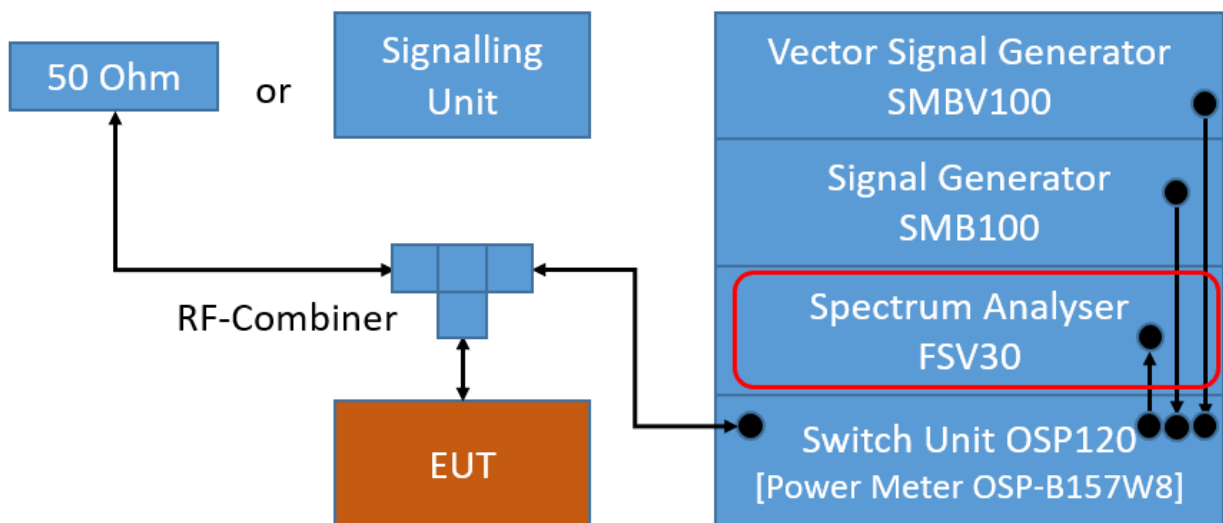 50 Ohm
or
Signalling
Unit
Vector Signal Generator
SMBV100
Signal Generator
SMB100
Spectrum Analyser
FSV30
RF-Combiner
EUT
Switch Unit OSP120
[Power Meter OSP-B157W8]